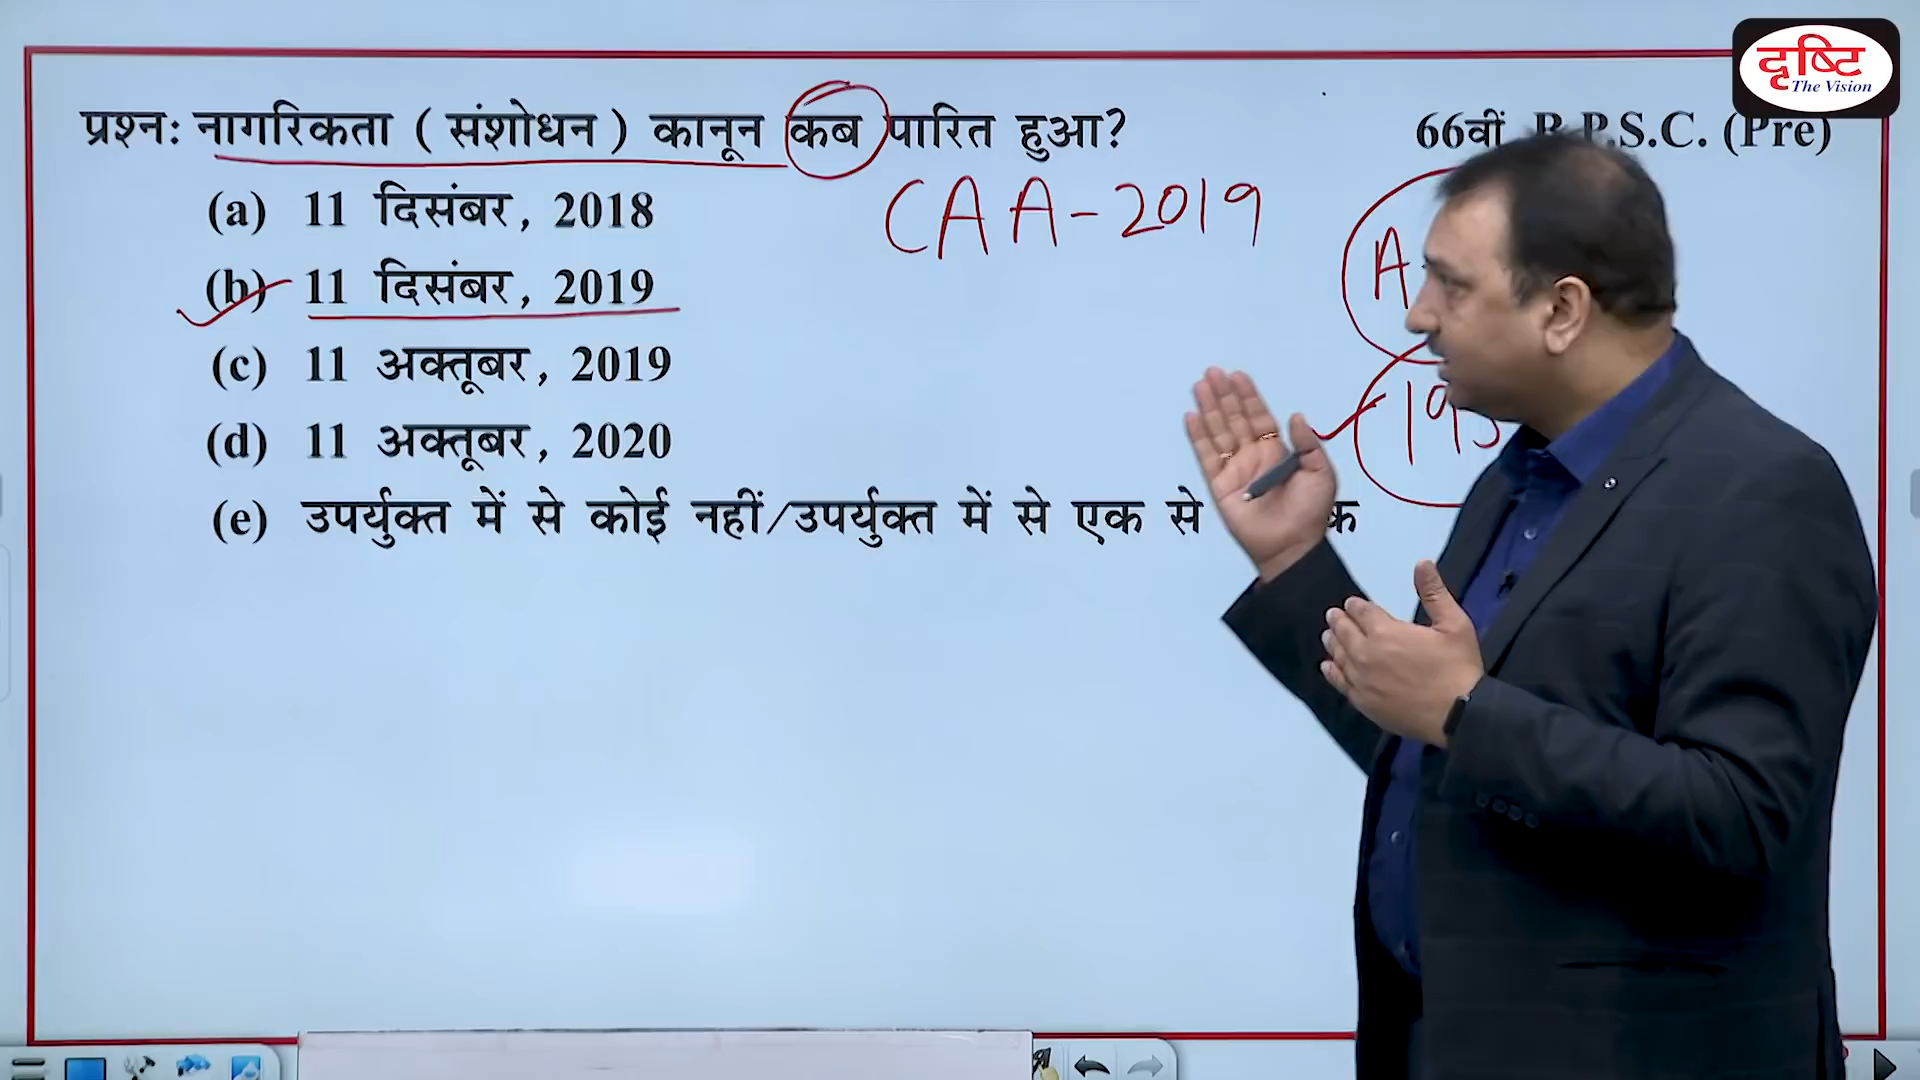 दृष्टि
The Vision
प्रश्न: नागरिकता (संशोधन) कानून कब पारित हुआ? 66वीं B.P.S.C. (Pre)
(a) 11 दिसंबर, 2018
CAA-2019
(b) 11 दिसंबर, 2019
(c) 11 अक्तूबर, 2019
(d) 11 अक्तूबर, 2020
(e) उपर्युक्त में से कोई नहीं/उपर्युक्त में से एक से